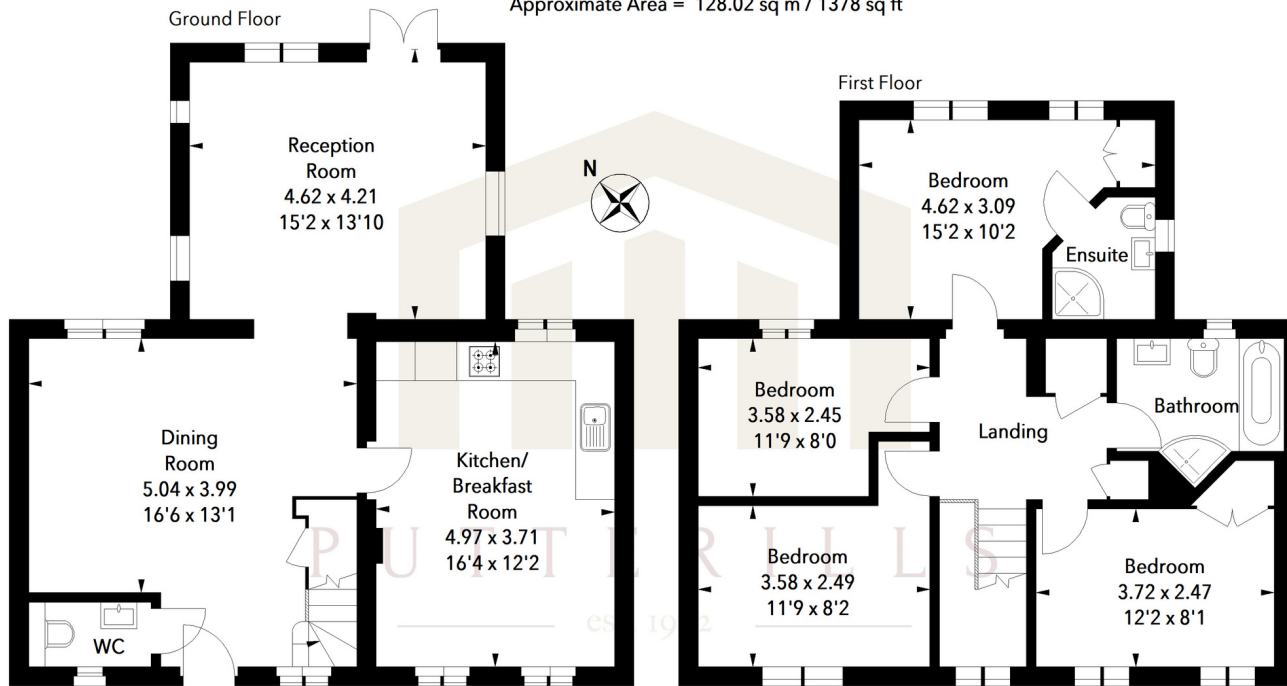 Approximate Area = 128.02 sq m / 1378 sq ft
Ground Floor
Reception
Room
4.62 x 4.21
15'2 x 13'10
N
Dining
Room
5.04 x 3.99
16'6 x 13'1
Kitchen/
Breakfast
Room
4.97 x 3.71
16'4 x 12'2
WC
First Floor
Bedroom
4.62 x 3.09
15'2 x 10'2
Ensuite
Bedroom
3.58 x 2.45
11'9 x 8'0
Landing
Bathroom
Bedroom
3.58 x 2.49
11'9 x 8'2
Bedroom
3.72 x 2.47
12'2 x 8'1
PUTTERILLS